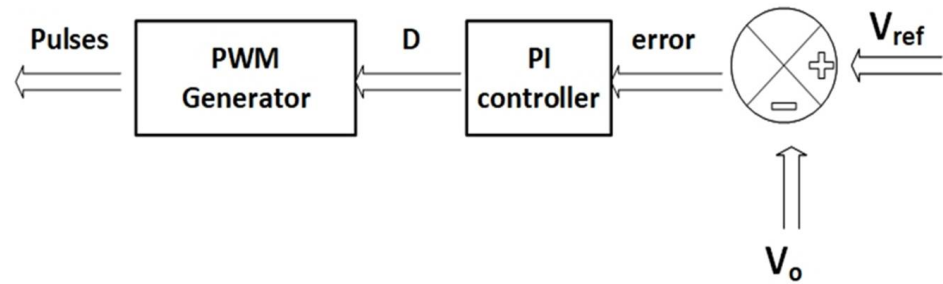 Pulses
PWM
Generator
D
PI
controller
error
+
−
V_ref
V_o